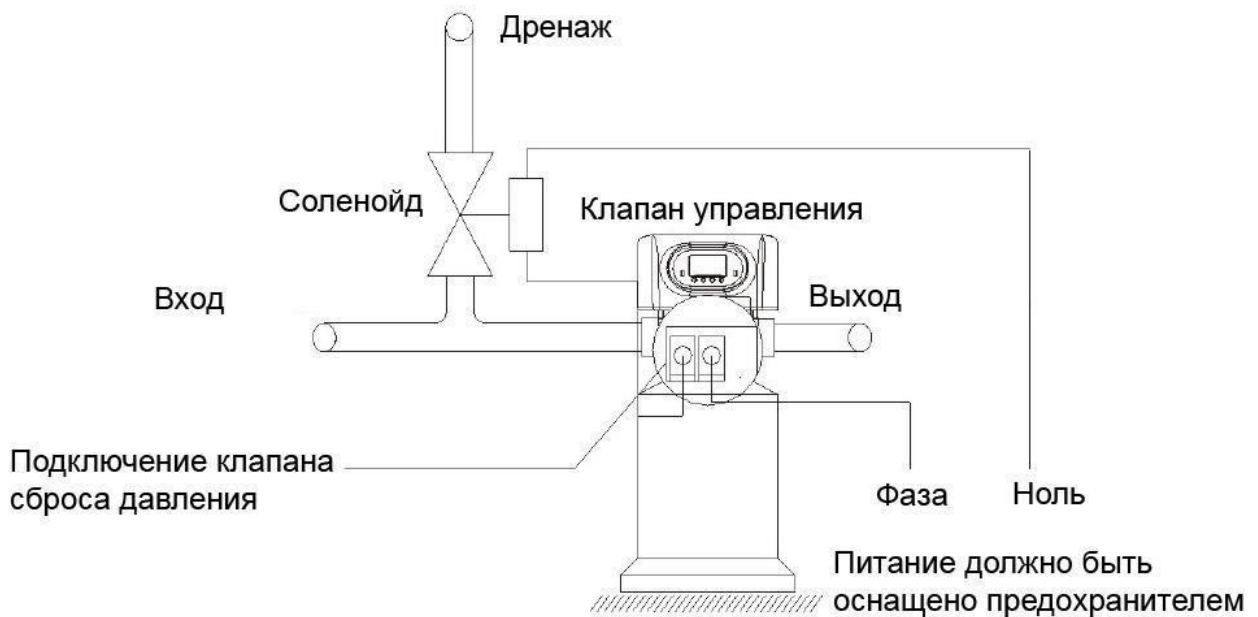 Дренаж
Соленойд
Клапан управления
Вход
Выход
Подключение клапана
сброса давления
Фаза
Ноль
Питание должно быть
оснащено предохранителем